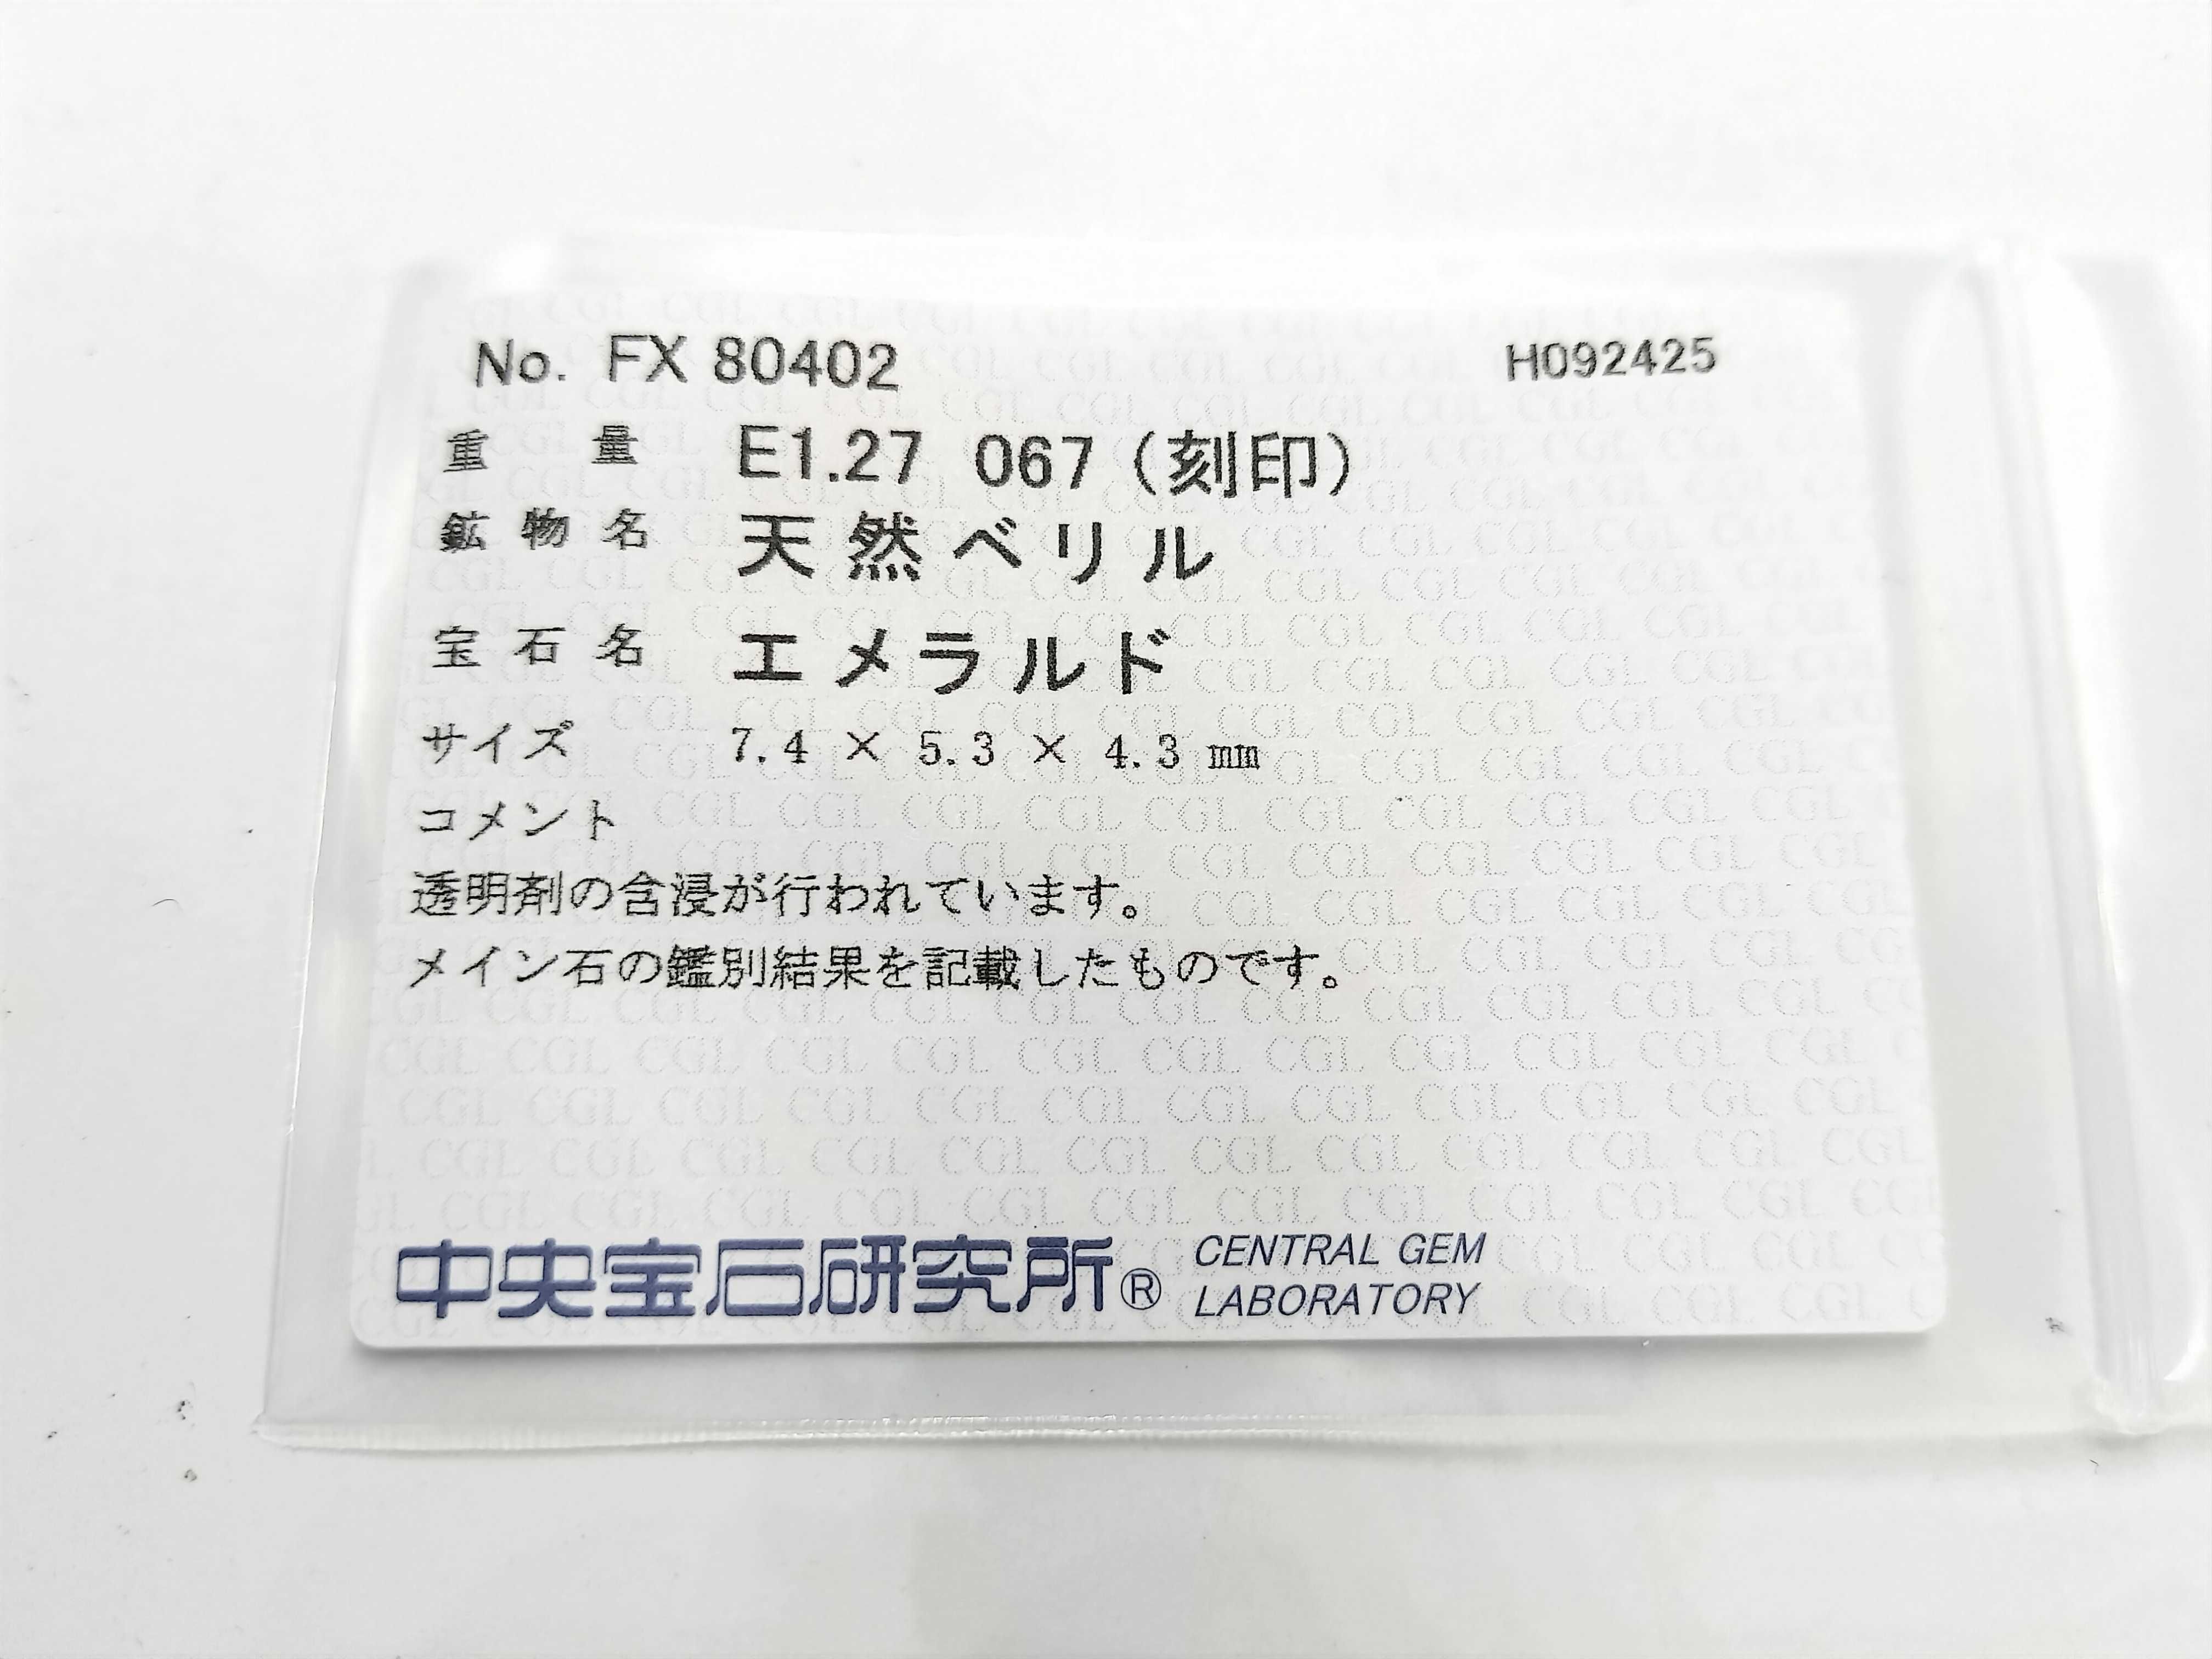 No. FX 80402 H092425
重量 E1.27 067 (刻印)
鉱物名 天然ベリル
宝石名 エメラルド
サイズ 7.4 × 5.3 × 4.3 mm
コメント
透明剤の含浸が行われています。
メイン石の鑑別結果を記載したものです。
中央宝石研究所® CENTRAL GEM
LABORATORY